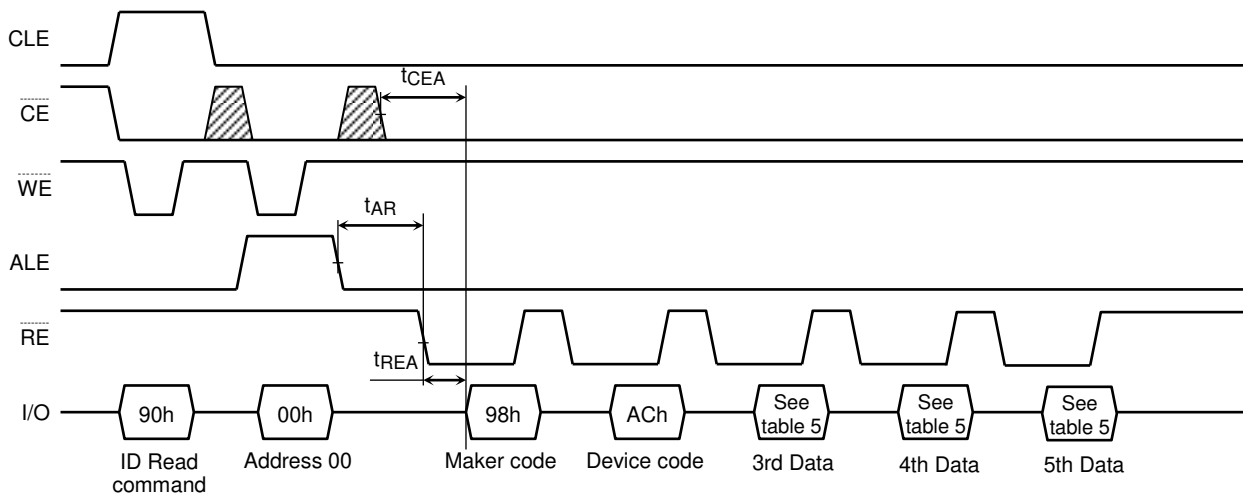 CLE
tCEA
CE
WE
tAR
ALE
RE
tREA
I/O
90h
00h
98h
ACh
See
table 5
See
table 5
See
table 5
ID Read
command
Address 00
Maker code
Device code
3rd Data
4th Data
5th Data